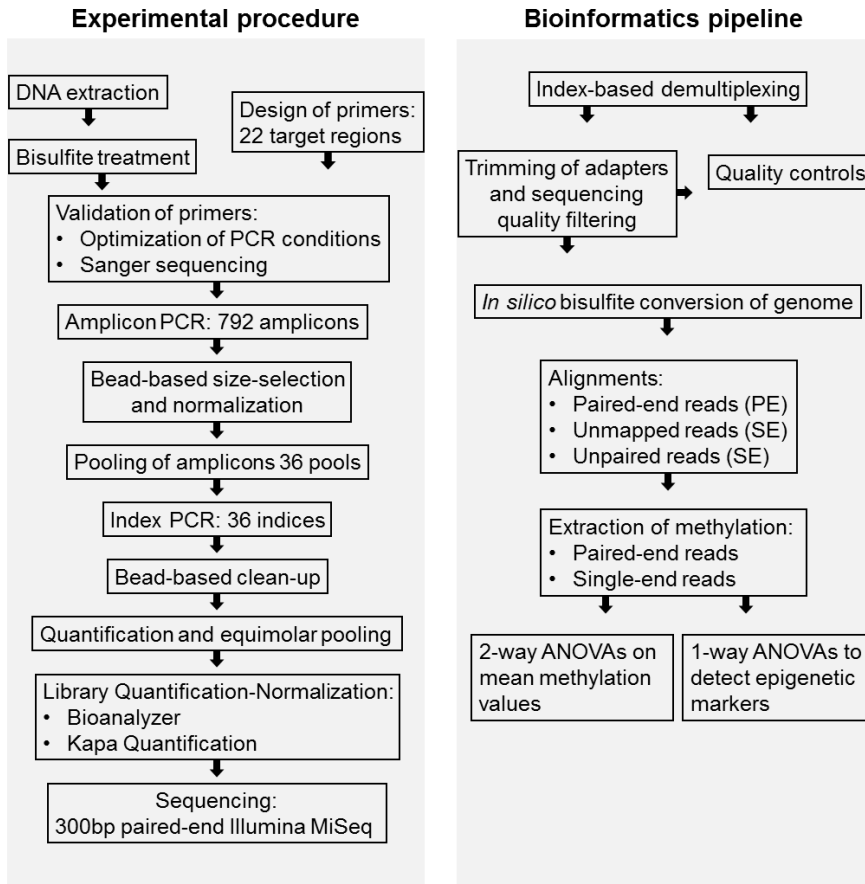 Experimental procedure
DNA extraction
Design of primers:
22 target regions
Bisulfite treatment
Validation of primers:
• Optimization of PCR conditions
• Sanger sequencing
Amplicon PCR: 792 amplicons
Bead-based size-selection
and normalization
Pooling of amplicons 36 pools
Index PCR: 36 indices
Bead-based clean-up
Quantification and equimolar pooling
Library Quantification-Normalization:
• Bioanalyzer
• Kapa Quantification
Sequencing:
300bp paired-end Illumina MiSeq
Bioinformatics pipeline
Index-based demultiplexing
Trimming of adapters
and sequencing
quality filtering
Quality controls
In silico bisulfite conversion of genome
Alignments:
• Paired-end reads (PE)
• Unmapped reads (SE)
• Unpaired reads (SE)
Extraction of methylation:
• Paired-end reads
• Single-end reads
2-way ANOVAs on
mean methylation
values
1-way ANOVAs to
detect epigenetic
markers